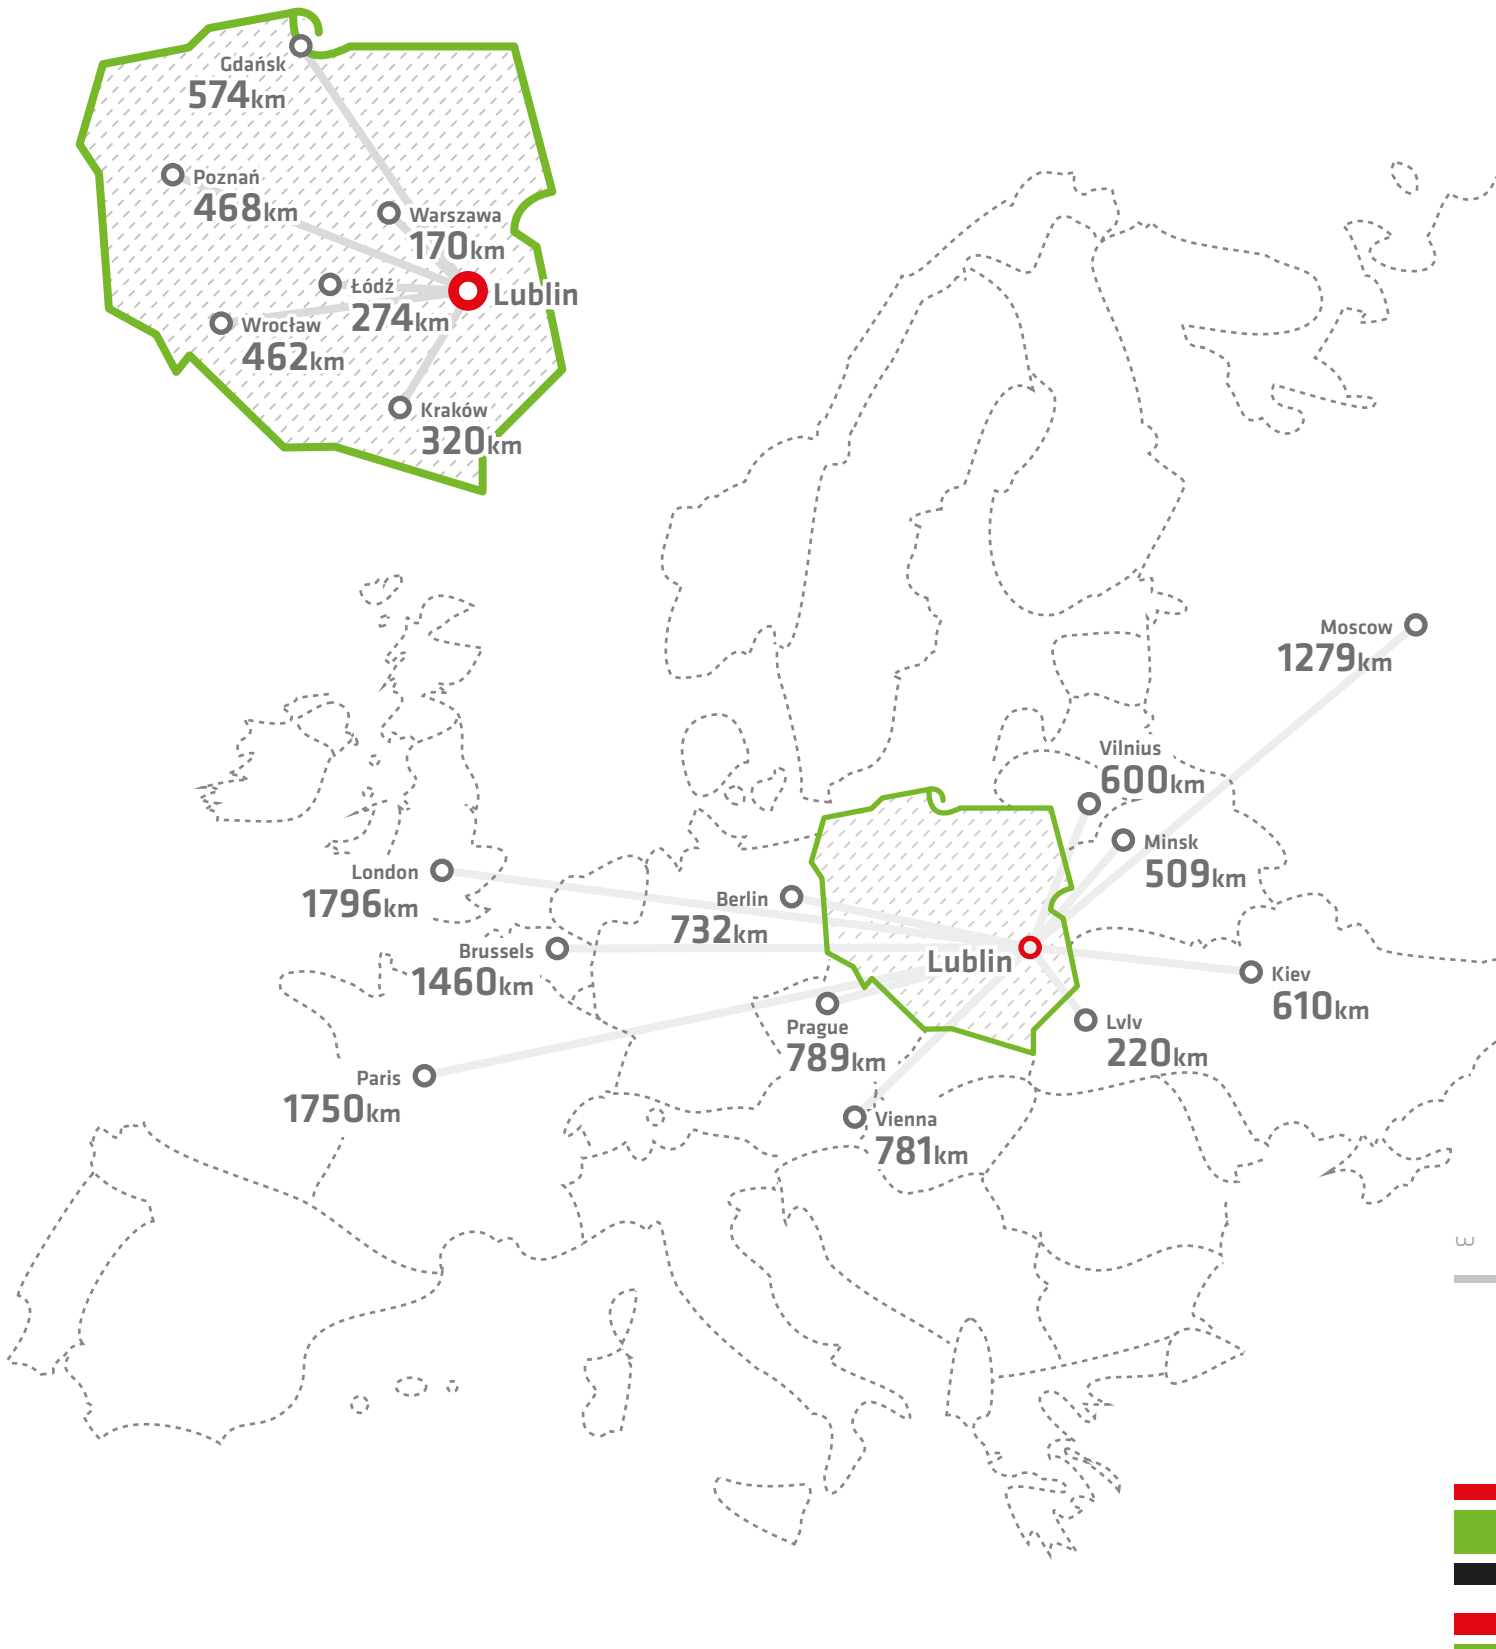 Gdańsk
574km
Poznań
468km
Warszawa
170km
Łódź
274km
Lublin
Wrocław
462km
Kraków
320km
Moscow
1279km
Vilnius
600km
Minsk
509km
London
1796km
Berlin
732km
Brussels
1460km
Lublin
Kiev
610km
Prague
789km
Lvlv
220km
Paris
1750km
Vienna
781km
3